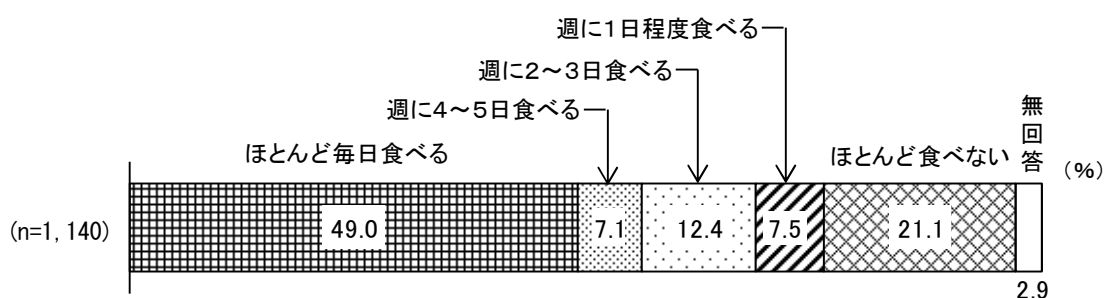 週に1日程度食べる
週に2～3日食べる
週に4～5日食べる
ほとんど毎日食べる
ほとんど食べない
無回答
(%)
(n=1,140)
49.0
7.1
12.4
7.5
21.1
2.9